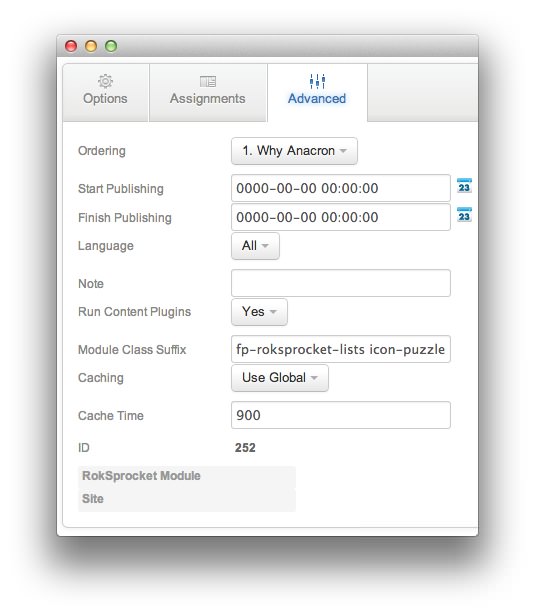 Options Assignments Advanced
Ordering 1. Why Anacron
Start Publishing 0000-00-00 00:00:00 23
Finish Publishing 0000-00-00 00:00:00 23
Language All
Note
Run Content Plugins Yes
Module Class Suffix fp-roksprocket-lists icon-puzzle
Caching Use Global
Cache Time 900
ID 252
RokSprocket Module
Site